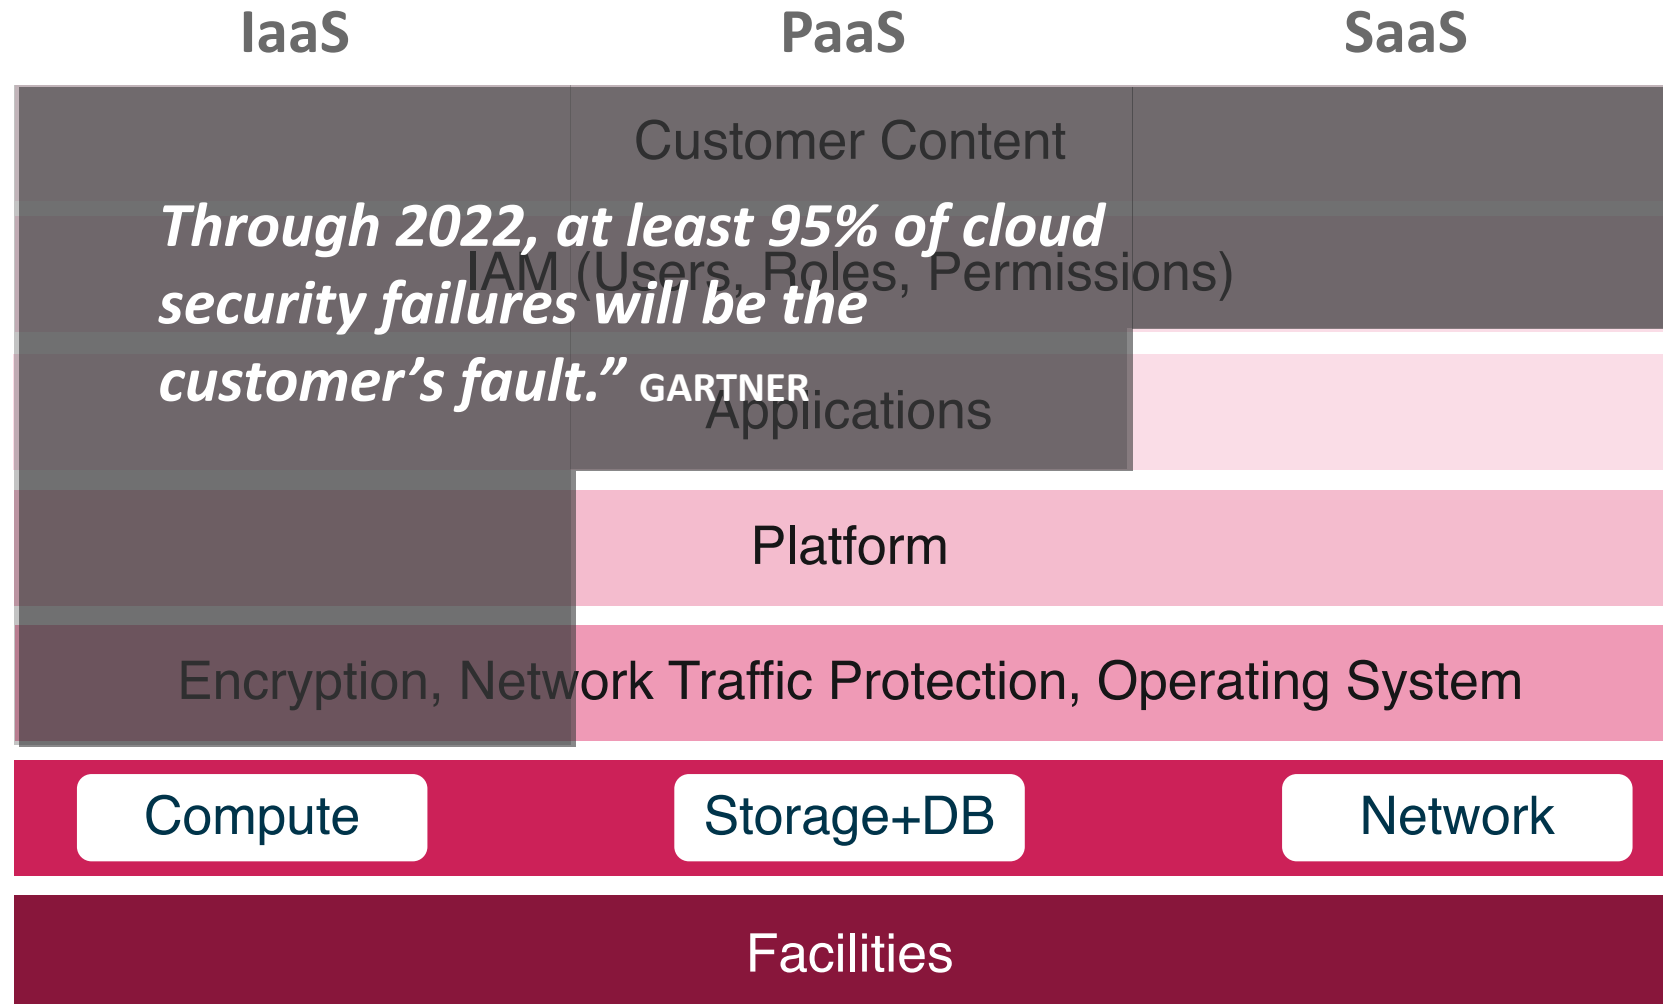 IaaS PaaS SaaS
Customer Content
Through 2022, at least 95% of cloud
security failures will be the
customer’s fault.” GARTNER
IAM (Users, Roles, Permissions)
Applications
Platform
Encryption, Network Traffic Protection, Operating System
Compute Storage+DB Network
Facilities